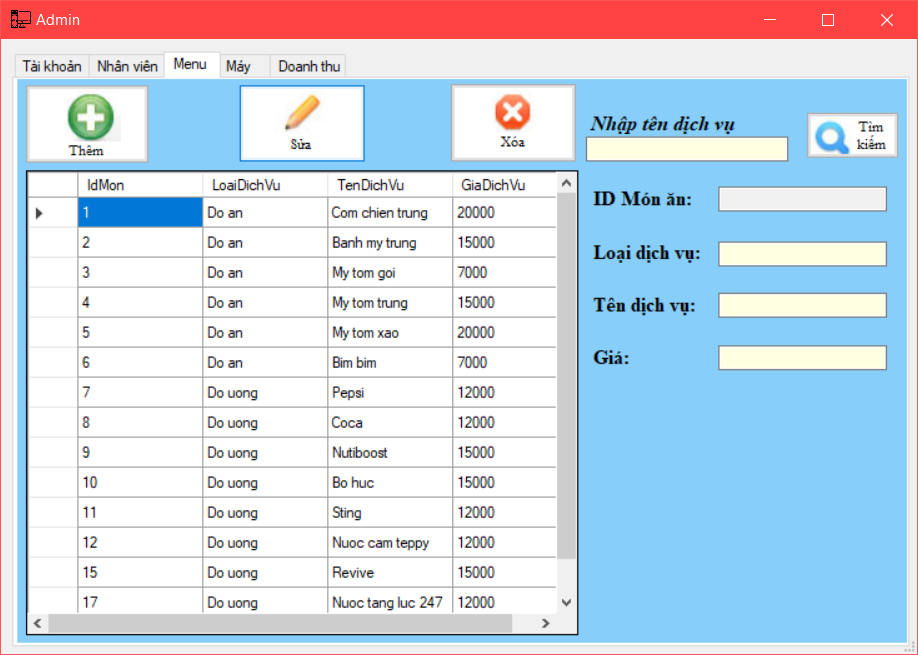 Admin
Tài khoản Nhân viên Menu Máy Doanh thu
Thêm
Sửa
Xóa
Nhập tên dịch vụ
Tìm
kiếm
IdMon LoaiDichVu TenDichVu GiaDichVu
1 Do an Com chien trung 20000
2 Do an Banh my trung 15000
3 Do an My tom goi 7000
4 Do an My tom trung 15000
5 Do an My tom xao 20000
6 Do an Bim bim 7000
7 Do uong Pepsi 12000
8 Do uong Coca 12000
9 Do uong Nutiboost 15000
10 Do uong Bo huc 15000
11 Do uong Sting 12000
12 Do uong Nuoc cam teppy 12000
15 Do uong Revive 15000
17 Do uong Nuoc tang luc 247 12000
ID Món ăn:
Loại dịch vụ:
Tên dịch vụ:
Giá: